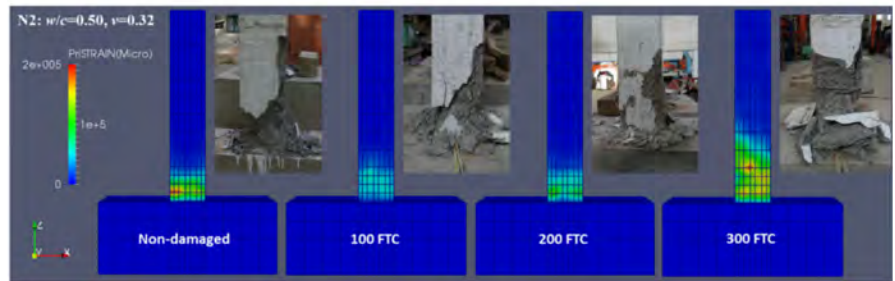 N2: w/c=0.50, ν=0.32
PriSTRAIN(Micro)
2e+005
1e+5
0
Z
Y
X
Non-damaged
100 FTC
200 FTC
300 FTC